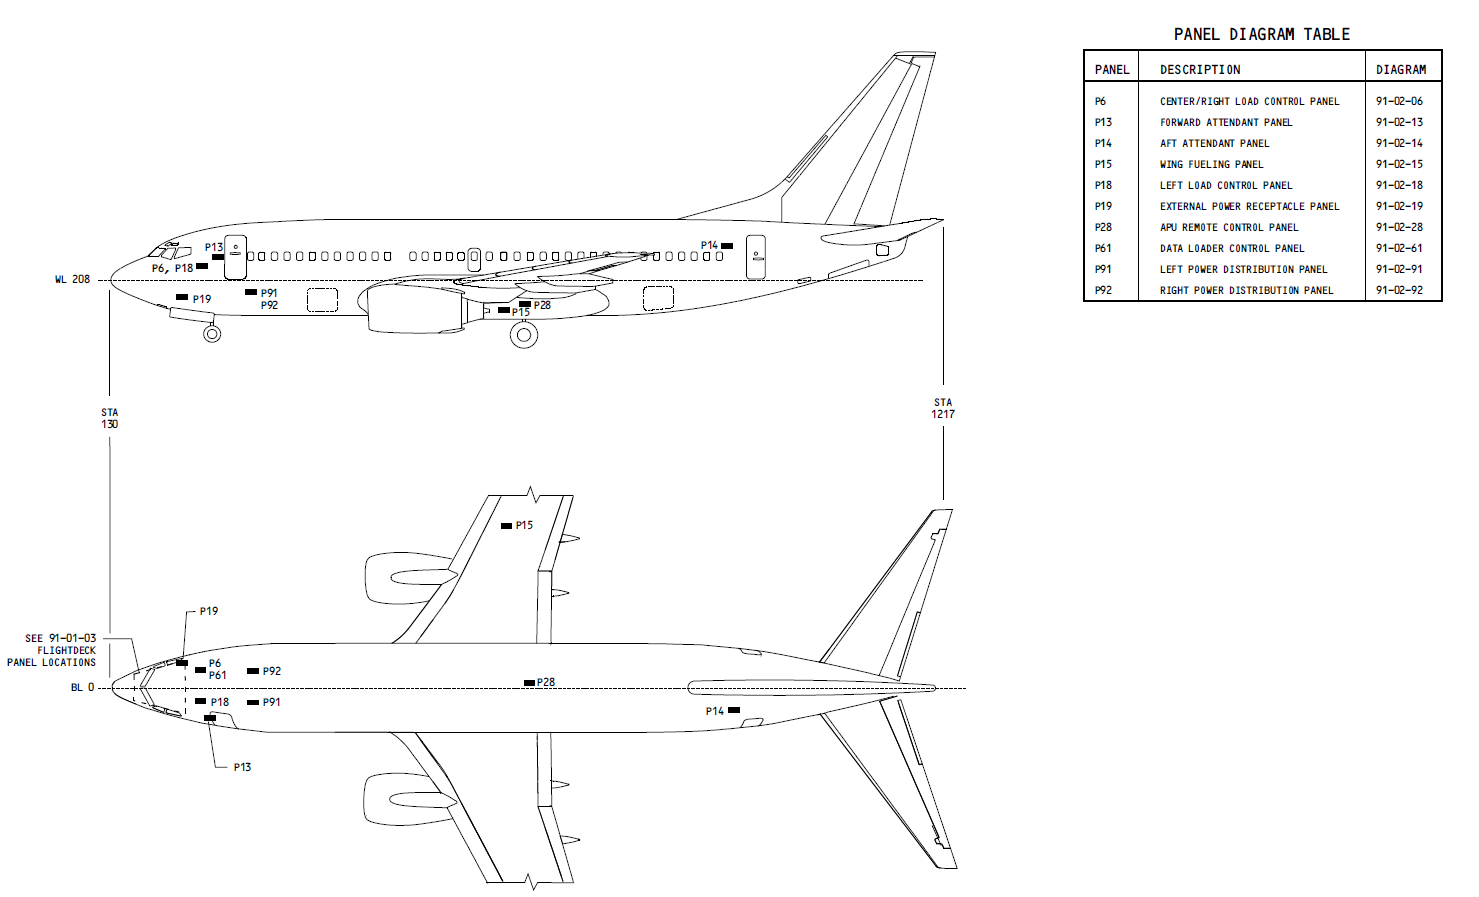 PANEL DIAGRAM TABLE
PANEL DESCRIPTION DIAGRAM
P6 CENTER/RIGHT LOAD CONTROL PANEL 91-02-06
P13 FORWARD ATTENDANT PANEL 91-02-13
P14 AFT ATTENDANT PANEL 91-02-14
P15 WING FUELING PANEL 91-02-15
P18 LEFT LOAD CONTROL PANEL 91-02-18
P19 EXTERNAL POWER RECEPTACLE PANEL 91-02-19
P28 APU REMOTE CONTROL PANEL 91-02-28
P61 DATA LOADER CONTROL PANEL 91-02-61
P91 LEFT POWER DISTRIBUTION PANEL 91-02-91
P92 RIGHT POWER DISTRIBUTION PANEL 91-02-92
P13
P14
P6, P18
WL 208
P19
P91
P92
P28
P15
STA
130
STA
1217
P15
P19
SEE 91-01-03
FLIGHTDECK
PANEL LOCATIONS
P6
P61
P92
BL 0
P28
P18
P91
P14
P13